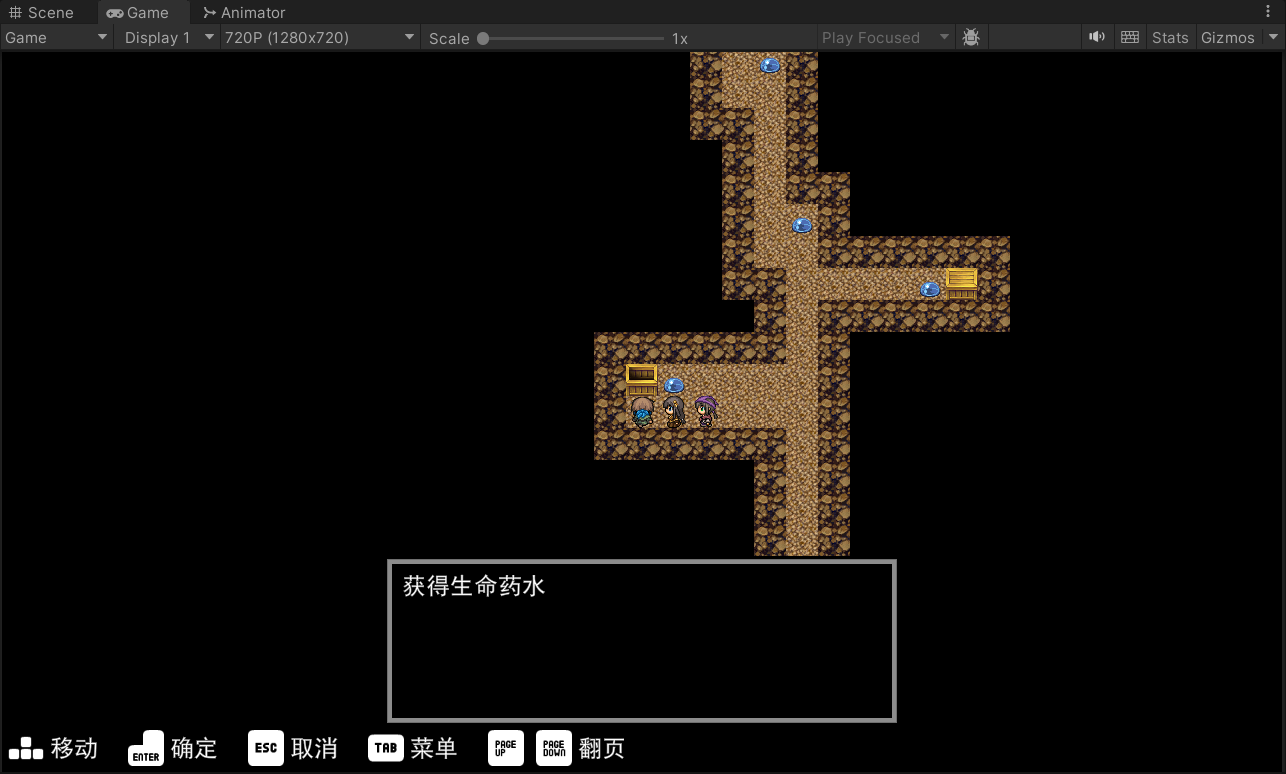 Scene Game Animator
Game Display 1 720P (1280x720) Scale 1x Play Focused Stats Gizmos
获得生命药水
移动 ENTER 确定 ESC 取消 TAB 菜单 PAGE UP PAGE DOWN 翻页